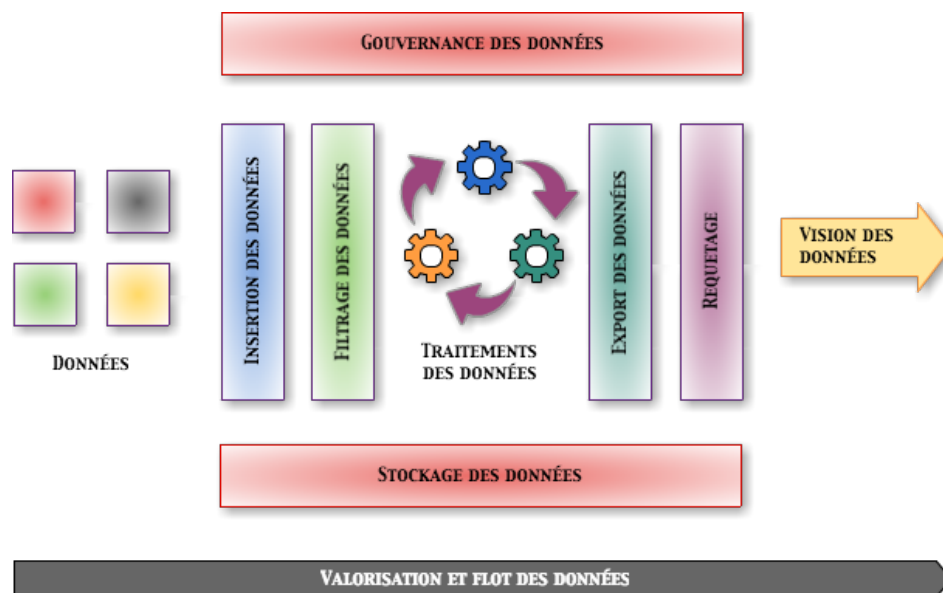 Gouvernance des données
Données
Insertion des données
Filtrage des données
Traitements
des données
Export des données
Requetage
Vision des
données
Stockage des données
Valorisation et flot des données